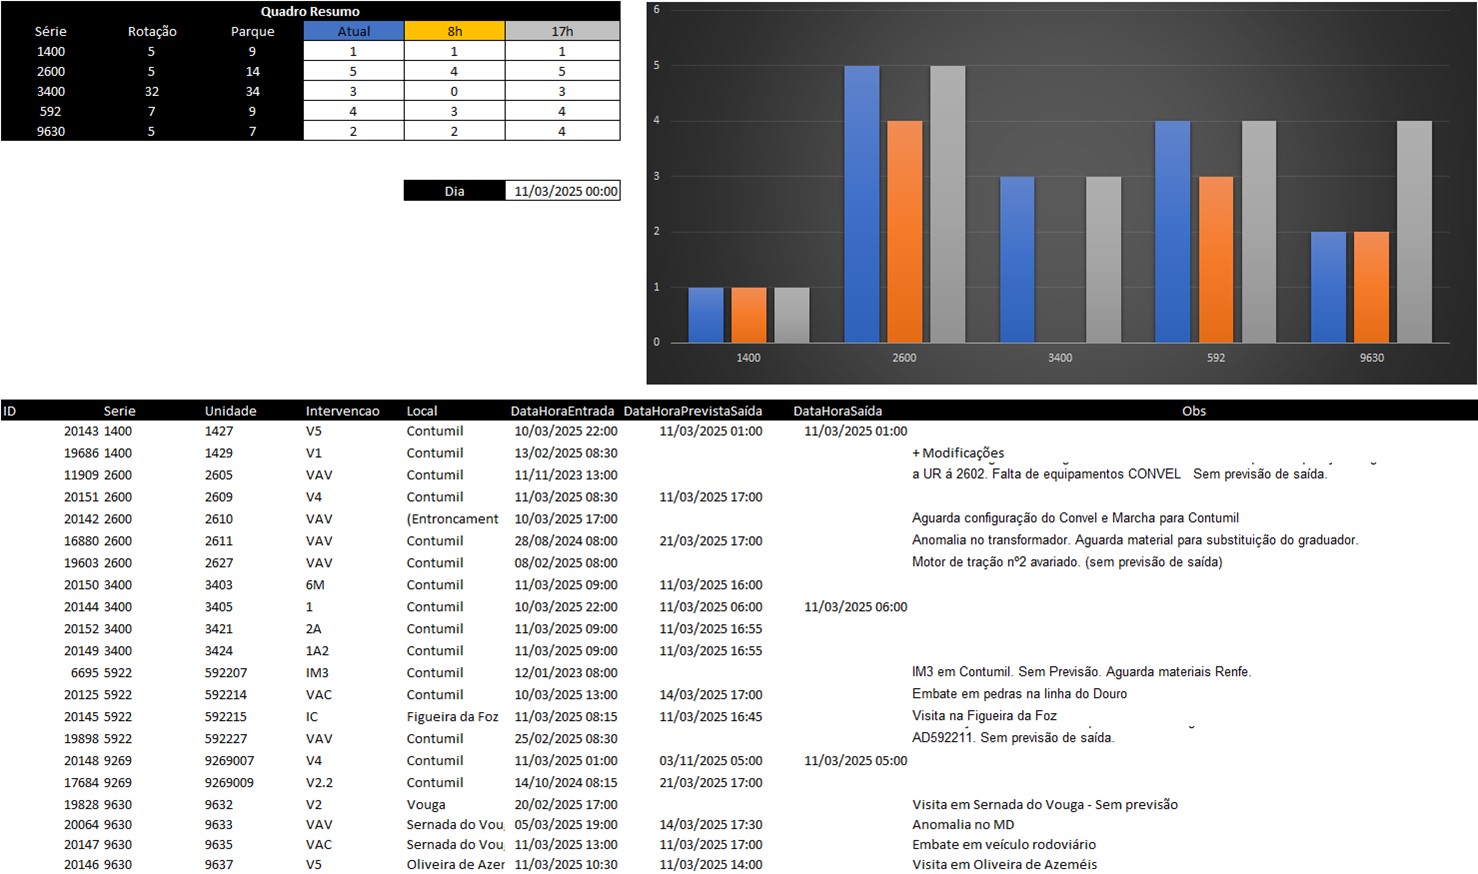 Quadro Resumo
Série Rotação Parque Atual 8h 17h
1400 5 9 1 1 1
2600 5 14 5 4 5
3400 32 34 3 0 3
592 7 9 4 3 4
9630 5 7 2 2 4
Dia 11/03/2025 00:00
6
5
4
3
2
1
0
1400 2600 3400 592 9630
ID Serie Unidade Intervencao Local DataHoraEntrada DataHoraPrevistaSaída DataHoraSaída Obs
20143 1400 1427 V5 Contumil 10/03/2025 22:00 11/03/2025 01:00 11/03/2025 01:00
19686 1400 1429 V1 Contumil 13/02/2025 08:30 + Modificações
11909 2600 2605 VAV Contumil 11/11/2023 13:00 a UR á 2602. Falta de equipamentos CONVEL Sem previsão de saída.
20151 2600 2609 V4 Contumil 11/03/2025 08:30 11/03/2025 17:00
20142 2600 2610 VAV (Entroncament 10/03/2025 17:00 Aguarda configuração do Convel e Marcha para Contumil
16880 2600 2611 VAV Contumil 28/08/2024 08:00 21/03/2025 17:00 Anomalia no transformador. Aguarda material para substituição do graduador.
19603 2600 2627 VAV Contumil 08/02/2025 08:00 Motor de tração nº2 avariado. (sem previsão de saída)
20150 3400 3403 6M Contumil 11/03/2025 09:00 11/03/2025 16:00
20144 3400 3405 1 Contumil 10/03/2025 22:00 11/03/2025 06:00 11/03/2025 06:00
20152 3400 3421 2A Contumil 11/03/2025 09:00 11/03/2025 16:55
20149 3400 3424 1A2 Contumil 11/03/2025 09:00 11/03/2025 16:55
6695 5922 592207 IM3 Contumil 12/01/2023 08:00 IM3 em Contumil. Sem Previsão. Aguarda materiais Renfe.
20125 5922 592214 VAC Contumil 10/03/2025 13:00 14/03/2025 17:00 Embate em pedras na linha do Douro
20145 5922 592215 IC Figueira da Foz 11/03/2025 08:15 11/03/2025 16:45 Visita na Figueira da Foz
19898 5922 592227 VAV Contumil 25/02/2025 08:30 AD592211. Sem previsão de saída.
20148 9269 9269007 V4 Contumil 11/03/2025 01:00 03/11/2025 05:00 11/03/2025 05:00
17684 9269 9269009 V2.2 Contumil 14/10/2024 08:15 21/03/2025 17:00
19828 9630 9632 V2 Vouga 20/02/2025 17:00 Visita em Sernada do Vouga - Sem previsão
20064 9630 9633 VAV Sernada do Vou 05/03/2025 19:00 14/03/2025 17:30 Anomalia no MD
20147 9630 9635 VAC Sernada do Vou 11/03/2025 13:00 11/03/2025 17:00 Embate em veículo rodoviário
20146 9630 9637 V5 Oliveira de Azer 11/03/2025 10:30 11/03/2025 14:00 Visita em Oliveira de Azeméis